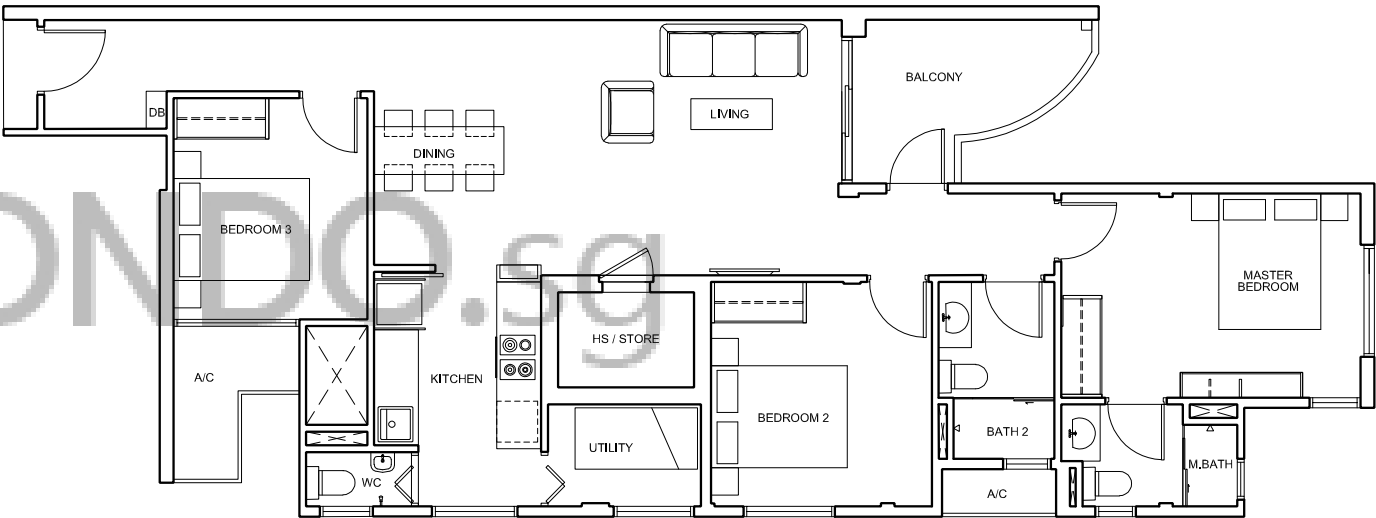 BALCONY
DB
LIVING
DINING
BEDROOM 3
ONDO.sg
MASTER
BEDROOM
HS / STORE
A/C
KITCHEN
BEDROOM 2
BATH 2
UTILITY
M.BATH
WC
A/C